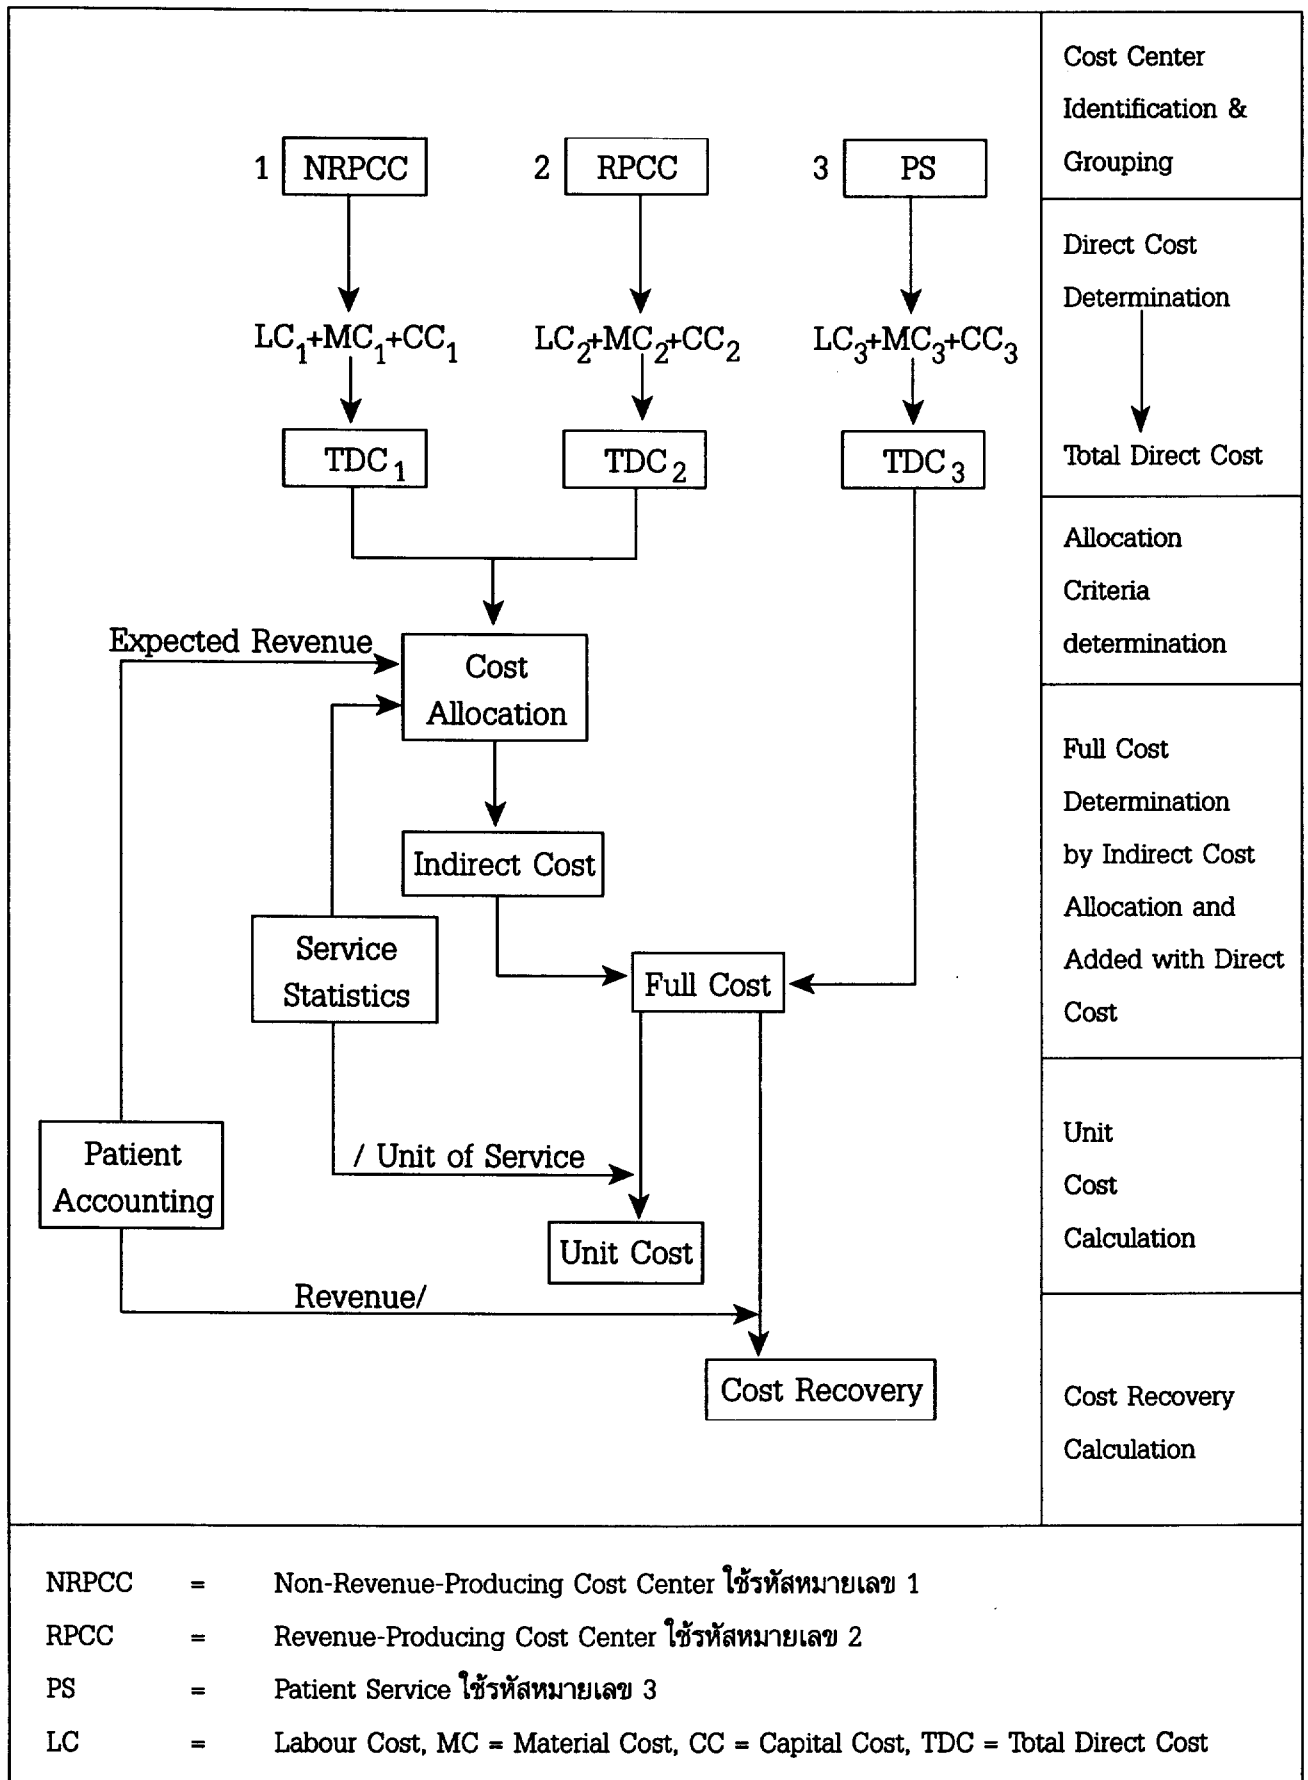 Cost Center
Identification &
Grouping
1 NRPCC
2 RPCC
3 PS
Direct Cost
Determination
LC1+MC1+CC1
LC2+MC2+CC2
LC3+MC3+CC3
TDC1
TDC2
TDC3
Total Direct Cost
Allocation
Criteria
determination
Expected Revenue
Cost
Allocation
Full Cost
Determination
by Indirect Cost
Allocation and
Added with Direct
Cost
Indirect Cost
Service
Statistics
Full Cost
Patient
Accounting
/ Unit of Service
Unit
Cost
Calculation
Unit Cost
Revenue/
Cost Recovery
Cost Recovery
Calculation
NRPCC = Non-Revenue-Producing Cost Center ใช้รหัสหมายเลข 1
RPCC = Revenue-Producing Cost Center ใช้รหัสหมายเลข 2
PS = Patient Service ใช้รหัสหมายเลข 3
LC = Labour Cost, MC = Material Cost, CC = Capital Cost, TDC = Total Direct Cost